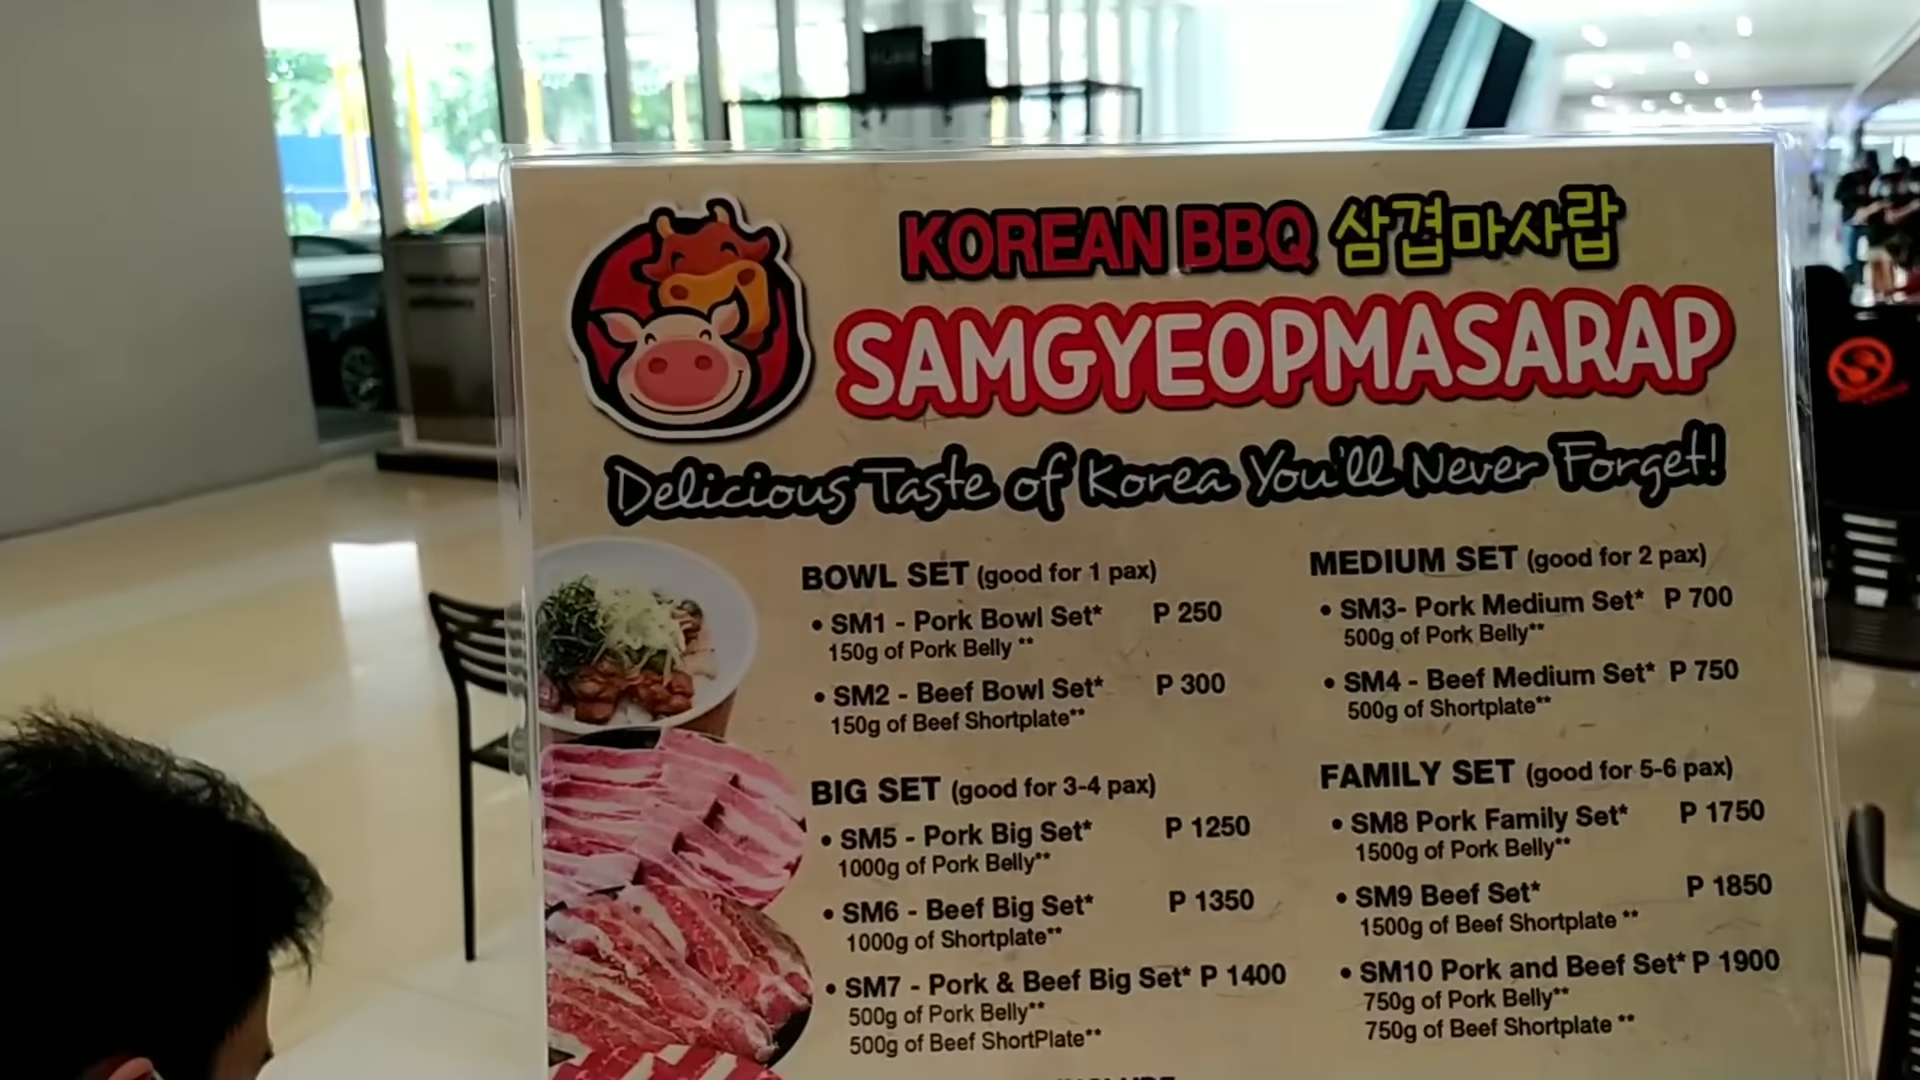 KOREAN BBQ 삼겹마사랍
SAMGYEOPMASARAP
Delicious Taste of Korea You'll Never Forget!
BOWL SET (good for 1 pax)
• SM1 - Pork Bowl Set* P 250
150g of Pork Belly **
• SM2 - Beef Bowl Set* P 300
150g of Beef Shortplate**
BIG SET (good for 3-4 pax)
• SM5 - Pork Big Set* P 1250
1000g of Pork Belly**
• SM6 - Beef Big Set* P 1350
1000g of Shortplate**
• SM7 - Pork & Beef Big Set* P 1400
500g of Pork Belly**
500g of Beef ShortPlate**
MEDIUM SET (good for 2 pax)
• SM3- Pork Medium Set* P 700
500g of Pork Belly**
• SM4 - Beef Medium Set* P 750
500g of Shortplate**
FAMILY SET (good for 5-6 pax)
• SM8 Pork Family Set* P 1750
1500g of Pork Belly**
• SM9 Beef Set* P 1850
1500g of Beef Shortplate **
• SM10 Pork and Beef Set* P 1900
750g of Pork Belly**
750g of Beef Shortplate **